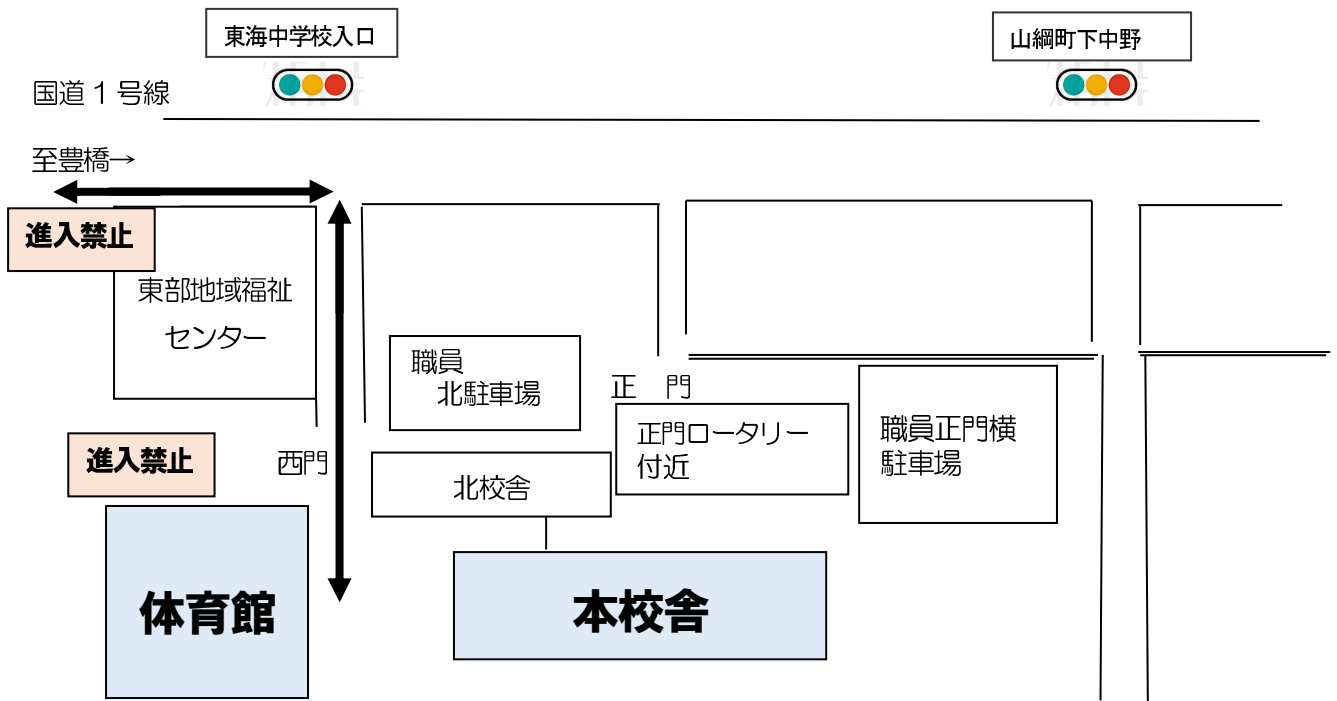 東海中学校入口
山綱町下中野
国道１号線
至豊橋→
進入禁止
東部地域福祉
センター
職員
北駐車場
正　門
正門ロータリー
付近
職員正門横
駐車場
進入禁止
西門
北校舎
体育館
本校舎